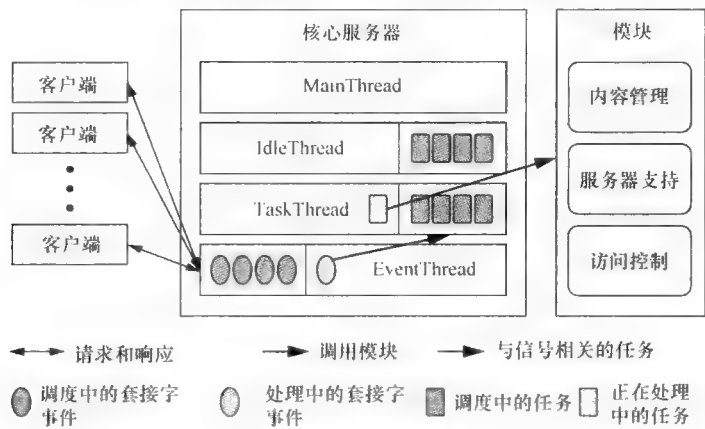 核心服务器
模块
客户端
客户端
客户端
MainThread
IdleThread
TaskThread
EventThread
内容管理
服务器支持
访问控制
请求和响应
调用模块
与信号相关的任务
调度中的套接字
事件
处理中的套接字
事件
调度中的任务
正在处理
中的任务